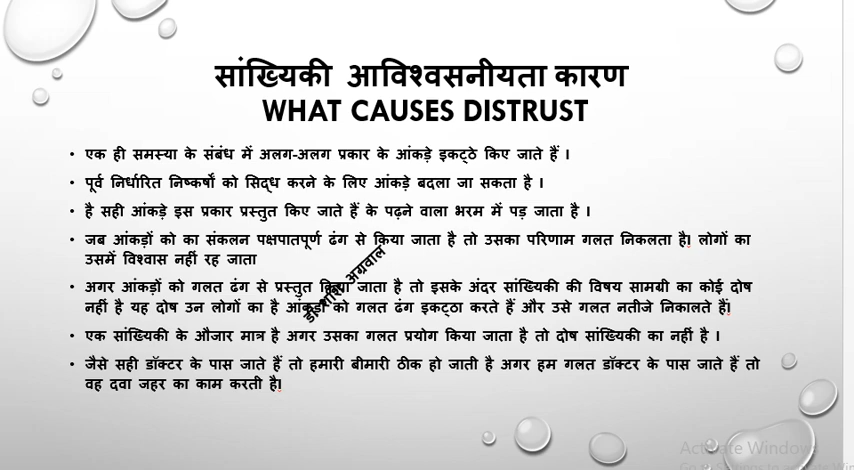 सांख्यिकी आविश्वसनीयता कारण
WHAT CAUSES DISTRUST
• एक ही समस्या के संबंध में अलग-अलग प्रकार के आंकड़े इकट्ठे किए जाते हैं ।
• पूर्व निर्धारित निष्कर्षों को सिद्ध करने के लिए आंकड़े बदला जा सकता है ।
• है सही आंकड़े इस प्रकार प्रस्तुत किए जाते हैं के पढ़ने वाला भरम में पड़ जाता है ।
• जब आंकड़ों को का संकलन पक्षपातपूर्ण ढंग से किया जाता है तो उसका परिणाम गलत निकलता है| लोगों का
उसमें विश्वास नहीं रह जाता
• अगर आंकड़ों को गलत ढंग से प्रस्तुत किया जाता है तो इसके अंदर सांख्यिकी की विषय सामग्री का कोई दोष
नहीं है यह दोष उन लोगों का है आंकड़ों को गलत ढंग इकट्ठा करते हैं और उसे गलत नतीजे निकालते हैं|
• एक सांख्यिकी के औजार मात्र है अगर उसका गलत प्रयोग किया जाता है तो दोष सांख्यिकी का नहीं है ।
• जैसे सही डॉक्टर के पास जाते हैं तो हमारी बीमारी ठीक हो जाती है अगर हम गलत डॉक्टर के पास जाते हैं तो
वह दवा जहर का काम करती है|
अग्रवाल
Activate Windows